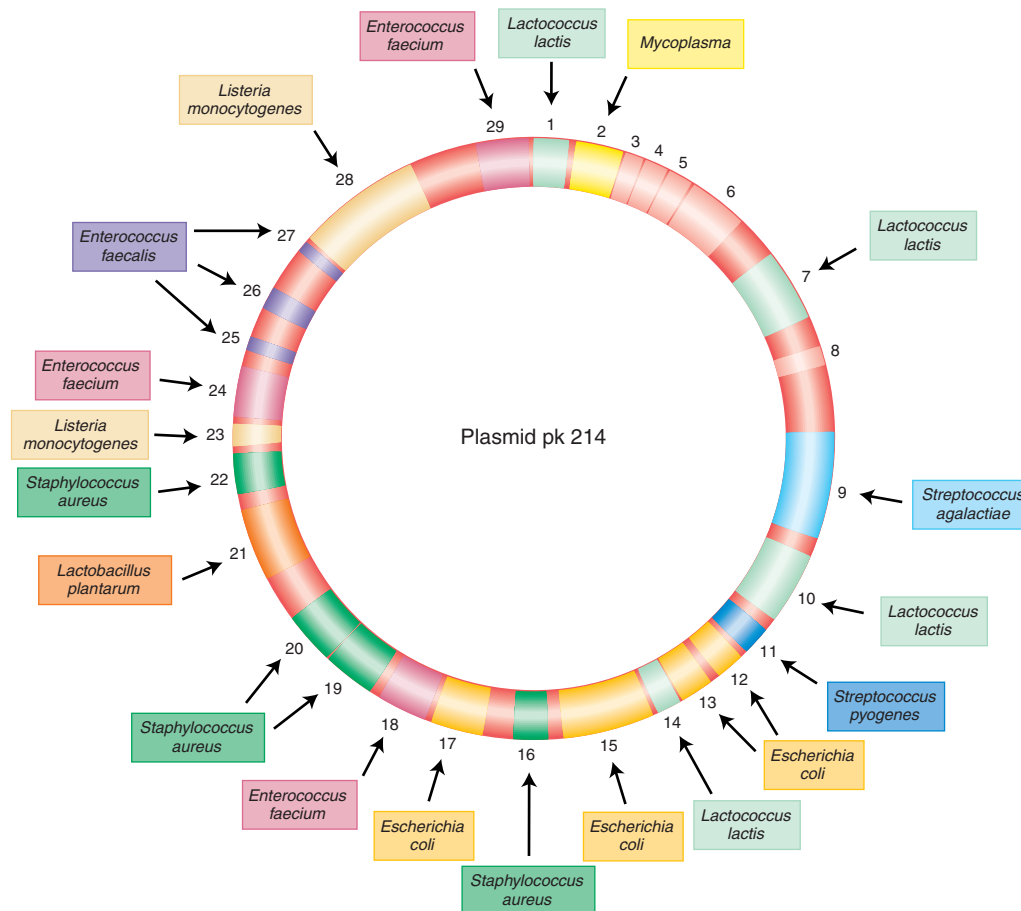 Enterococcus
faecium
Lactococcus
lactis
Mycoplasma
Listeria
monocytogenes
29
1
2
3
4
5
6
28
Enterococcus
faecalis
27
Lactococcus
lactis
7
26
25
8
Enterococcus
faecium
24
Listeria
monocytogenes
23
Plasmid pk 214
Staphylococcus
aureus
22
9
Streptococcus
agalactiae
Lactobacillus
plantarum
21
10
Lactococcus
lactis
20
11
19
12
Streptococcus
pyogenes
13
18
14
17
16
15
Staphylococcus
aureus
Escherichia
coli
Enterococcus
faecium
Escherichia
coli
Escherichia
coli
Lactococcus
lactis
Staphylococcus
aureus